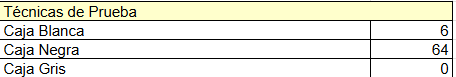 Técnicas de Prueba
Caja Blanca 6
Caja Negra 64
Caja Gris 0